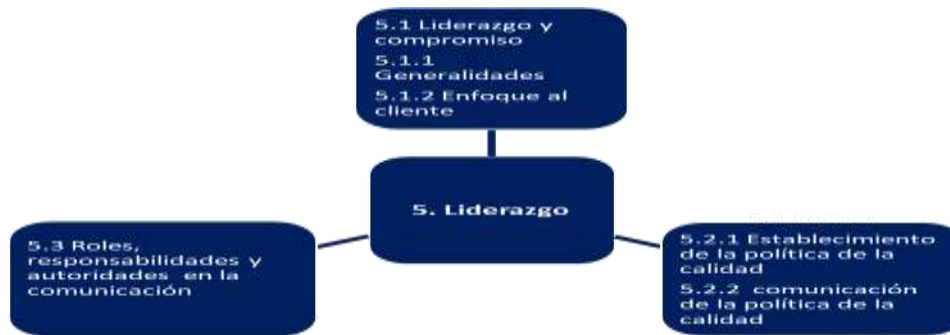 5.1 Liderazgo y
compromiso
5.1.1
Generalidades
5.1.2 Enfoque al
cliente
5. Liderazgo
5.3 Roles,
responsabilidades y
autoridades en la
comunicación
5.2.1 Establecimiento
de la política de la
calidad
5.2.2 comunicación
de la política de la
calidad